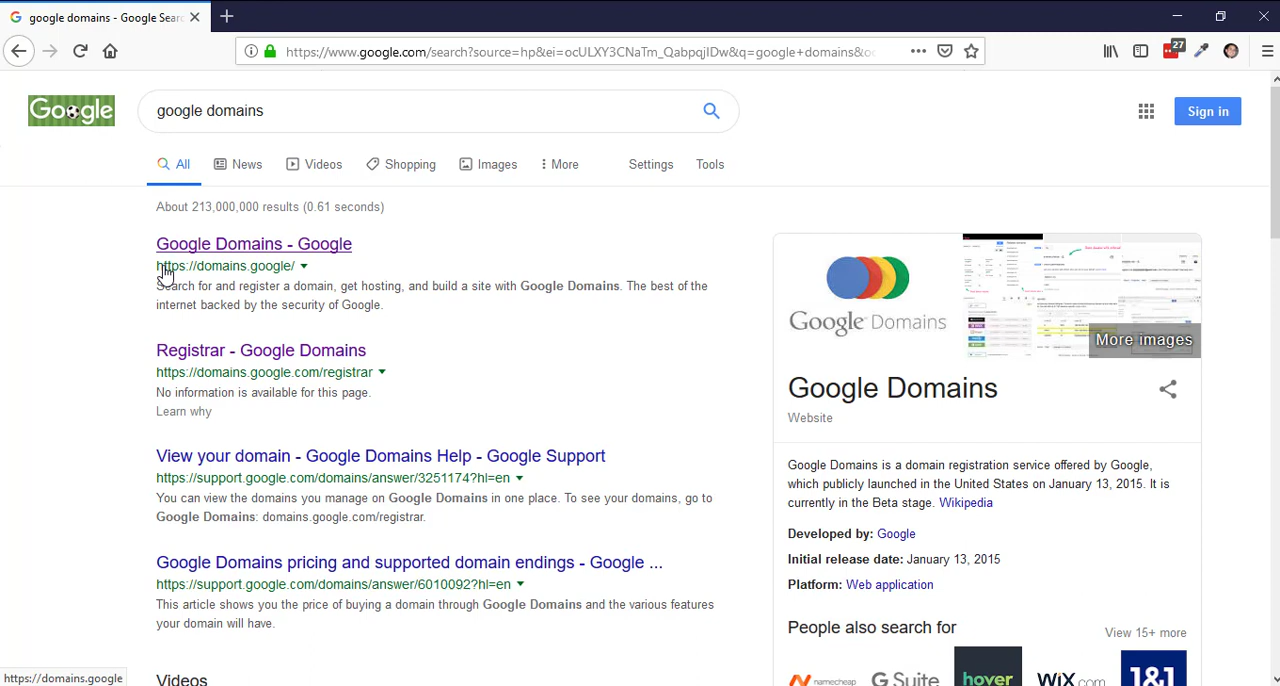 google domains - Google Sear
https://www.google.com/search?source=hp&ei=ocULXY3CNaTm_QabpqjIDw&q=google+domains&oc
27
Google
google domains
Sign in
All
News
Videos
Shopping
Images
More
Settings
Tools
About 213,000,000 results (0.61 seconds)
Google Domains - Google
https://domains.google/
Search for and register a domain, get hosting, and build a site with Google Domains. The best of the
internet backed by the security of Google.
Registrar - Google Domains
https://domains.google.com/registrar
No information is available for this page.
Learn why
View your domain - Google Domains Help - Google Support
https://support.google.com/domains/answer/3251174?hl=en
You can view the domains you manage on Google Domains in one place. To see your domains, go to
Google Domains: domains.google.com/registrar.
Google Domains pricing and supported domain endings - Google ...
https://support.google.com/domains/answer/6010092?hl=en
This article shows you the price of buying a domain through Google Domains and the various features
your domain will have.
Videos
Google Domains
More images
Google Domains
Website
Google Domains is a domain registration service offered by Google,
which publicly launched in the United States on January 13, 2015. It is
currently in the Beta stage. Wikipedia
Developed by: Google
Initial release date: January 13, 2015
Platform: Web application
People also search for
View 15+ more
namecheap
G Suite
hover
WiX.com
1&1
https://domains.google